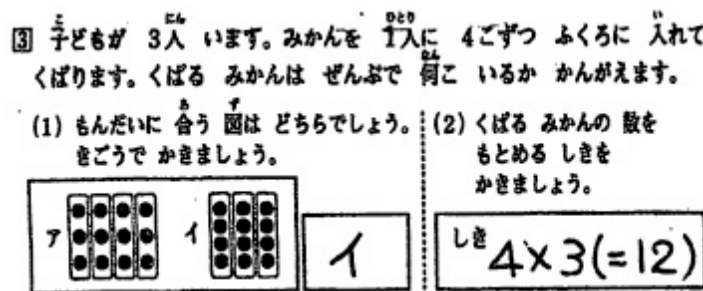 3 子どもが 3人 います。みかんを 1人に 4こずつ ふくろに 入れて
くばります。くばる みかんは ぜんぶで 何こ いるか かんがえます。
(1) もんだいに 合う 図は どちらでしょう。
きごうで かきましょう。
ア イ
イ
(2) くばる みかんの 数を
もとめる しきを
かきましょう。
しき 4×3(=12)